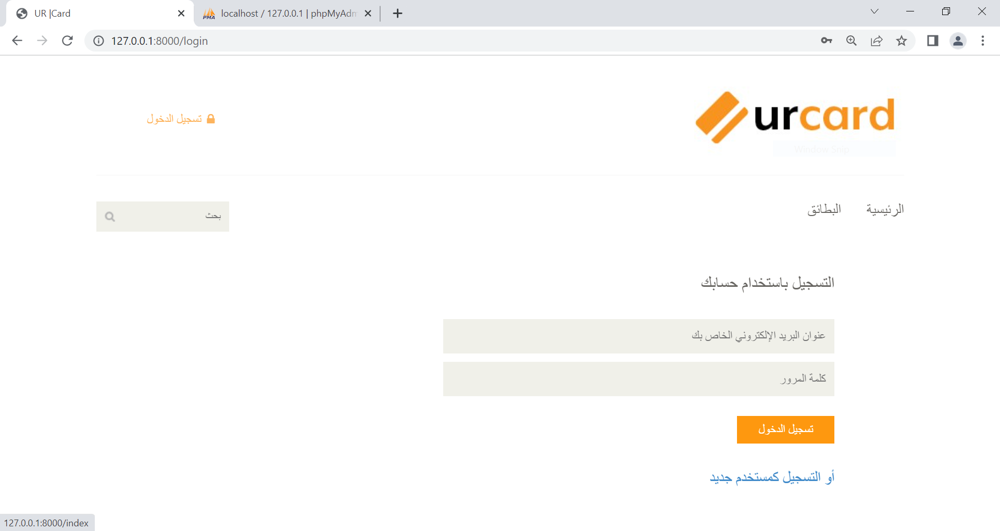 UR |Card
localhost / 127.0.0.1 | phpMyAdm
127.0.0.1:8000/login
urcard
Window Snip
تسجيل الدخول
الرئيسية
البطائق
بحث
التسجيل باستخدام حسابك
عنوان البريد الإلكتروني الخاص بك
كلمة المرور
تسجيل الدخول
أو التسجيل كمستخدم جديد
127.0.0.1:8000/index